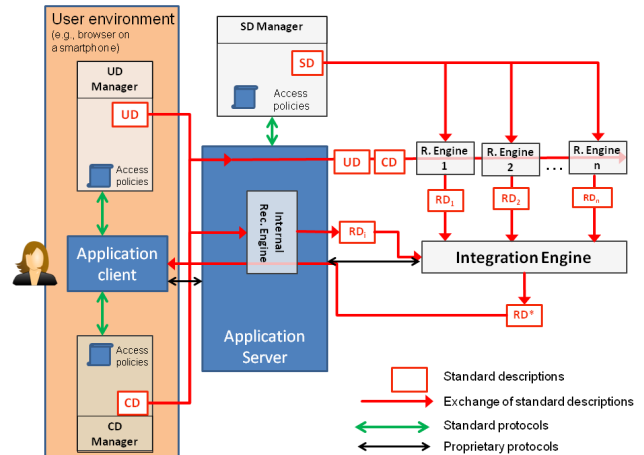 User environment
(e.g., browser on
a smartphone)
UD
Manager
UD
Access
policies
Application
client
Access
policies
CD
CD
Manager
SD Manager
SD
Access
policies
Internal
Rec. Engine
Application
Server
UD
CD
R. Engine
1
R. Engine
2
...
R. Engine
n
RD1
RD2
RDn
RDi
Integration Engine
RD*
Standard descriptions
Exchange of standard descriptions
Standard protocols
Proprietary protocols